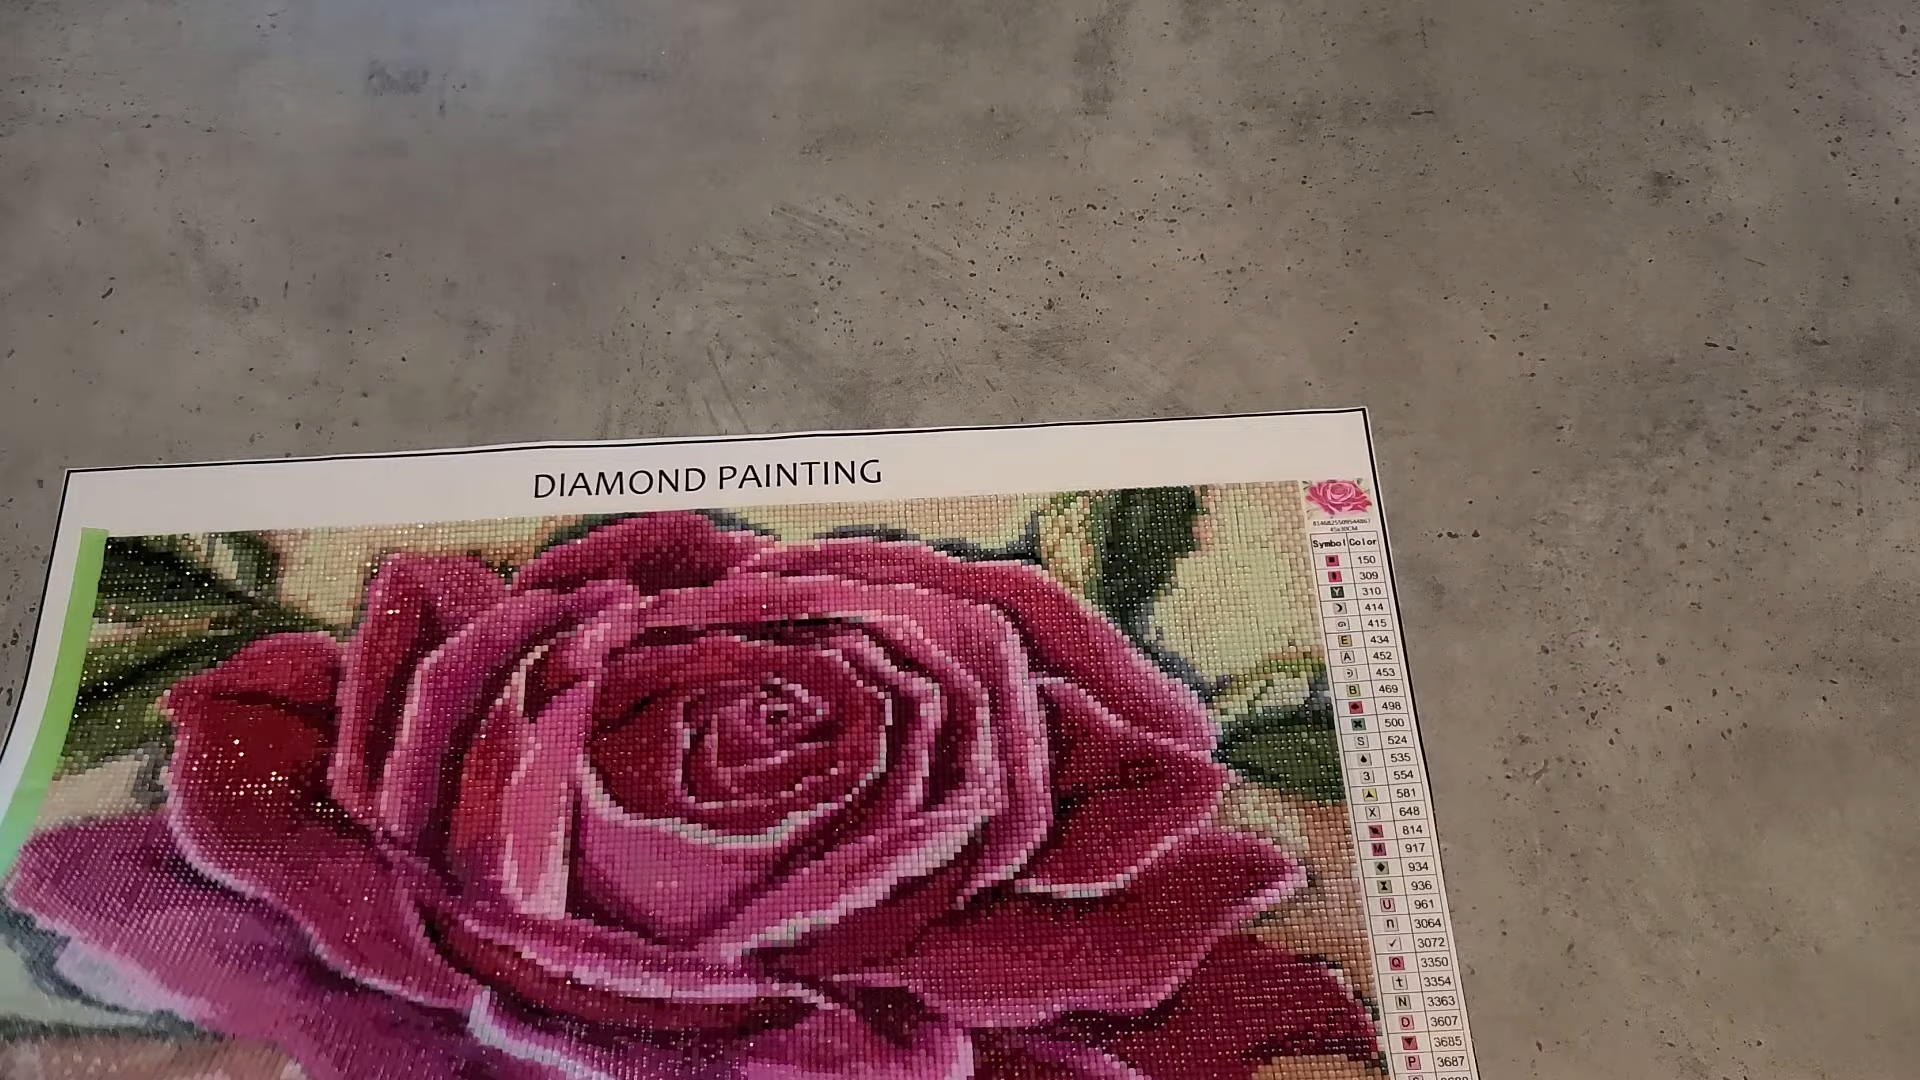 DIAMOND PAINTING
45x30CM
Symbol Color
150
309
Y 310
414
415
E 434
A 452
453
B 469
498
500
S 524
535
3 554
581
X 648
814
M 917
934
936
U 961
n 3064
✓ 3072
Q 3350
t 3354
N 3363
D 3607
3685
P 3687